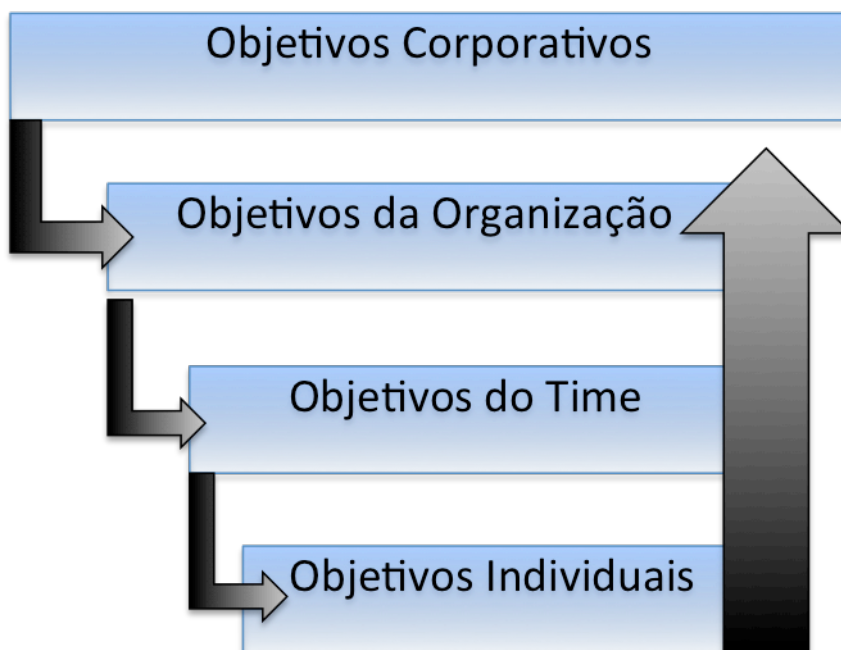 Objetivos Corporativos
Objetivos da Organização
Objetivos do Time
Objetivos Individuais